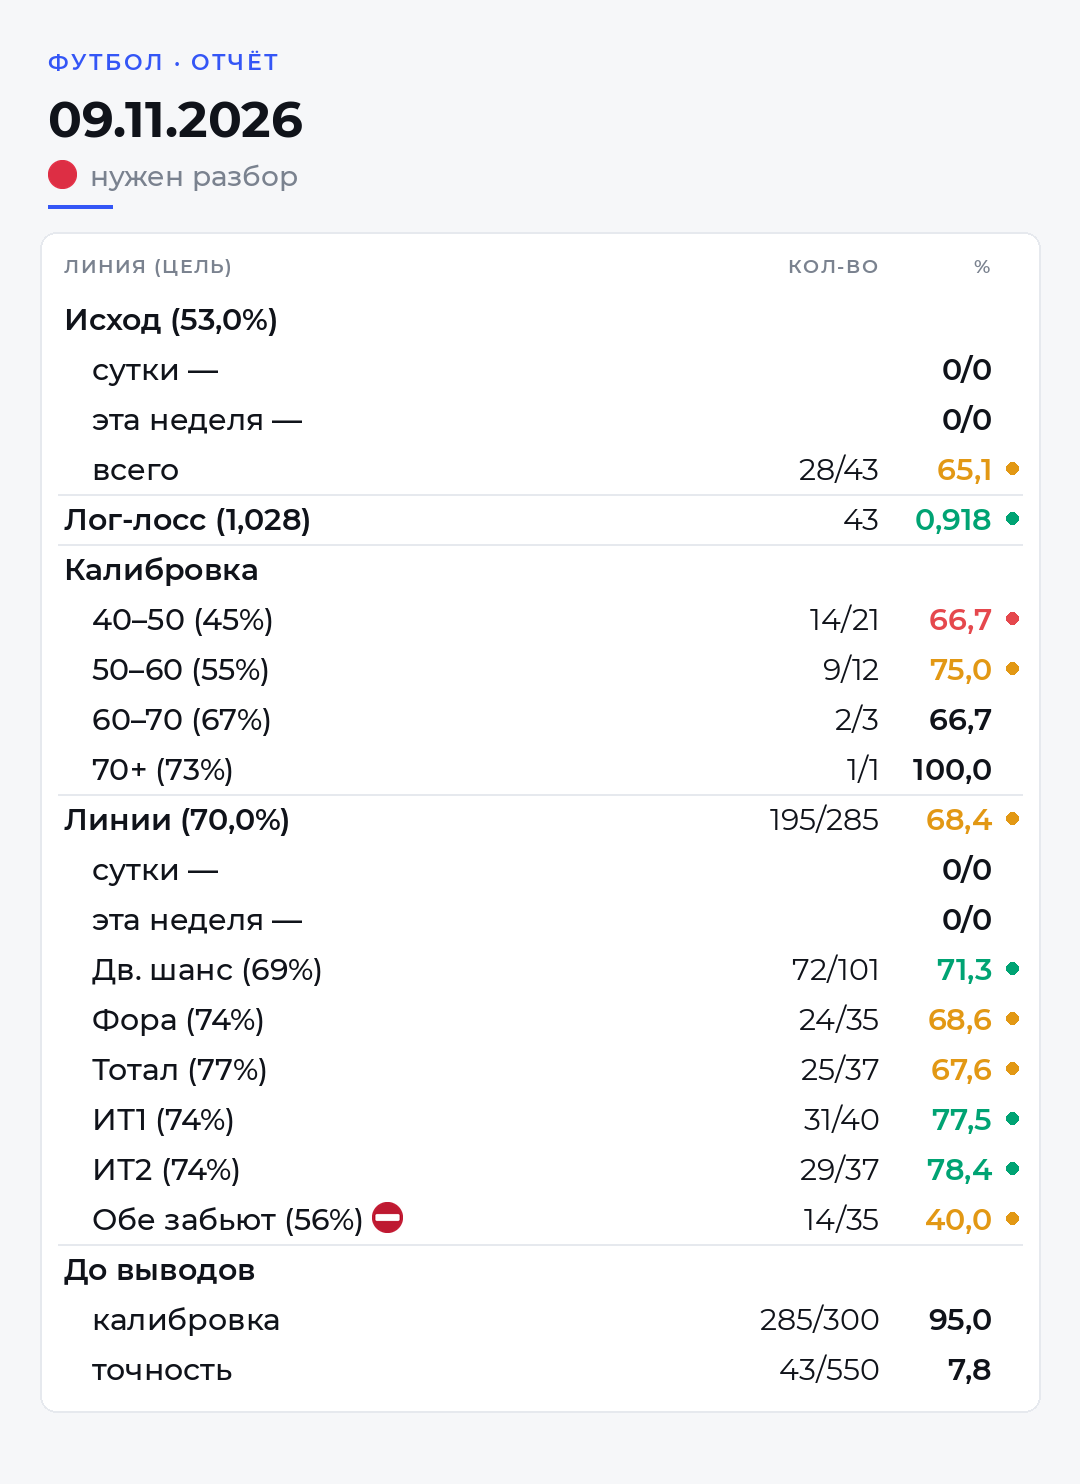 ФУТБОЛ · ОТЧЁТ
09.11.2026
нужен разбор
ЛИНИЯ (ЦЕЛЬ) КОЛ-ВО %
Исход (53,0%)
сутки — 0/0
эта неделя — 0/0
всего 28/43 65,1
Лог-лосс (1,028) 43 0,918
Калибровка
40–50 (45%) 14/21 66,7
50–60 (55%) 9/12 75,0
60–70 (67%) 2/3 66,7
70+ (73%) 1/1 100,0
Линии (70,0%) 195/285 68,4
сутки — 0/0
эта неделя — 0/0
Дв. шанс (69%) 72/101 71,3
Фора (74%) 24/35 68,6
Тотал (77%) 25/37 67,6
ИТ1 (74%) 31/40 77,5
ИТ2 (74%) 29/37 78,4
Обе забьют (56%) 14/35 40,0
До выводов
калибровка 285/300 95,0
точность 43/550 7,8